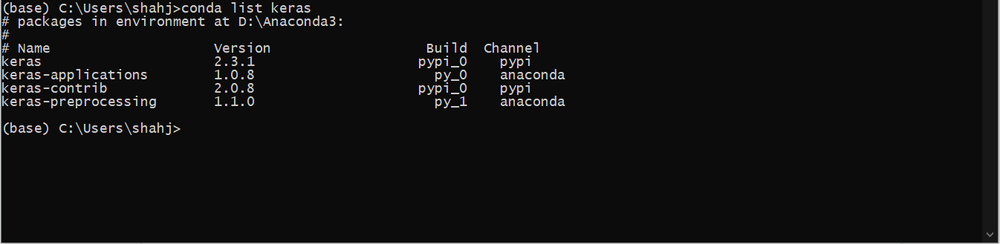 (base) C:\Users\shahj>conda list keras
# packages in environment at D:\Anaconda3:
#
# Name                    Version                   Build  Channel
keras                     2.3.1                    pypi_0    pypi
keras-applications        1.0.8                      py_0    anaconda
keras-contrib             2.0.8                    pypi_0    pypi
keras-preprocessing       1.1.0                      py_1    anaconda
(base) C:\Users\shahj>